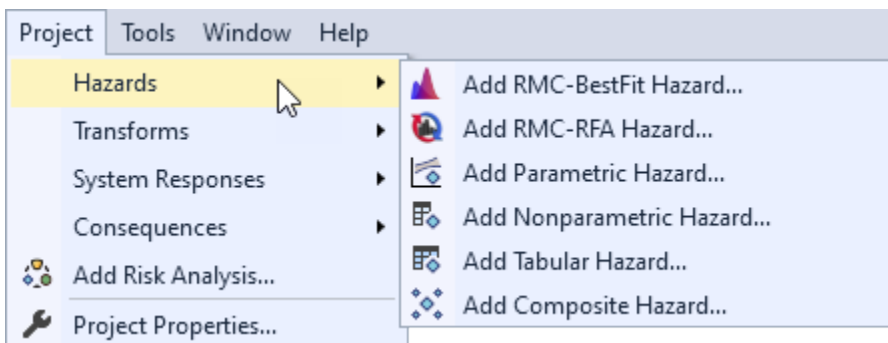 Project Tools Window Help
Hazards
Transforms
System Responses
Consequences
Add Risk Analysis...
Project Properties...
Add RMC-BestFit Hazard...
Add RMC-RFA Hazard...
Add Parametric Hazard...
Add Nonparametric Hazard...
Add Tabular Hazard...
Add Composite Hazard...